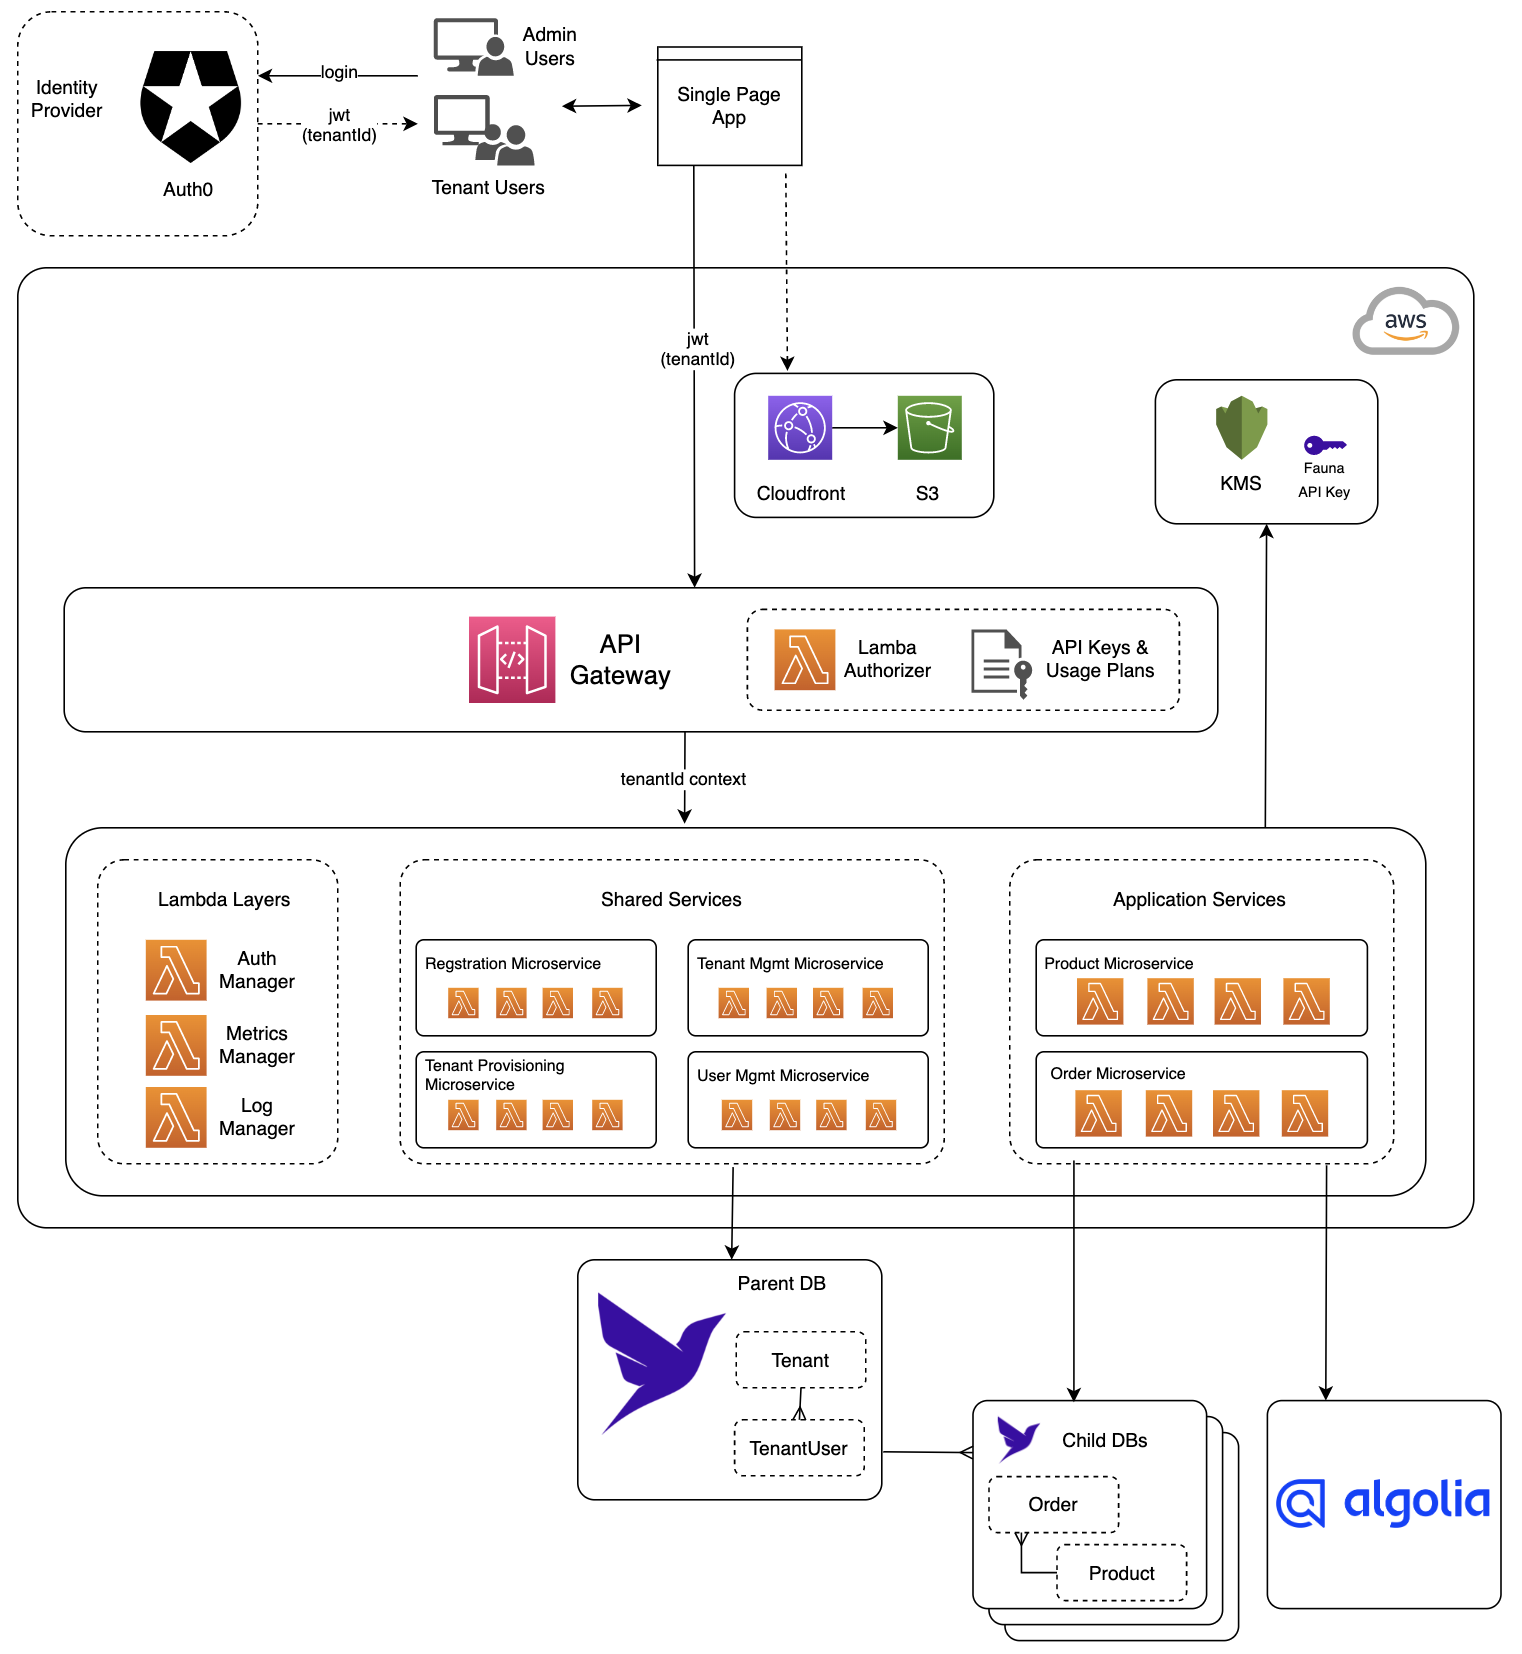 Identity
Provider
Auth0
login
jwt
(tenantId)
Admin
Users
Tenant Users
Single Page
App
aws
jwt
(tenantId)
Cloudfront
S3
KMS
Fauna
API Key
API
Gateway
Lamba
Authorizer
API Keys &
Usage Plans
tenantId context
Lambda Layers
Auth
Manager
Metrics
Manager
Log
Manager
Shared Services
Regstration Microservice
Tenant Mgmt Microservice
Tenant Provisioning
Microservice
User Mgmt Microservice
Application Services
Product Microservice
Order Microservice
Parent DB
Tenant
TenantUser
Child DBs
Order
Product
algolia